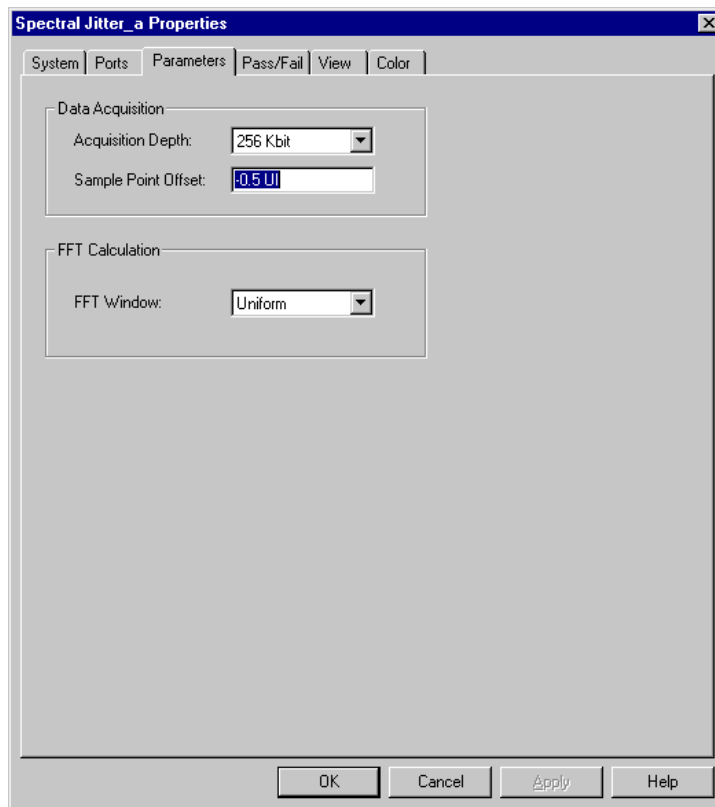 Spectral Jitter_a Properties
System Ports Parameters Pass/Fail View Color
Data Acquisition
Acquisition Depth: 256 Kbit
Sample Point Offset: -0.5 UI
FFT Calculation
FFT Window: Uniform
OK Cancel Apply Help